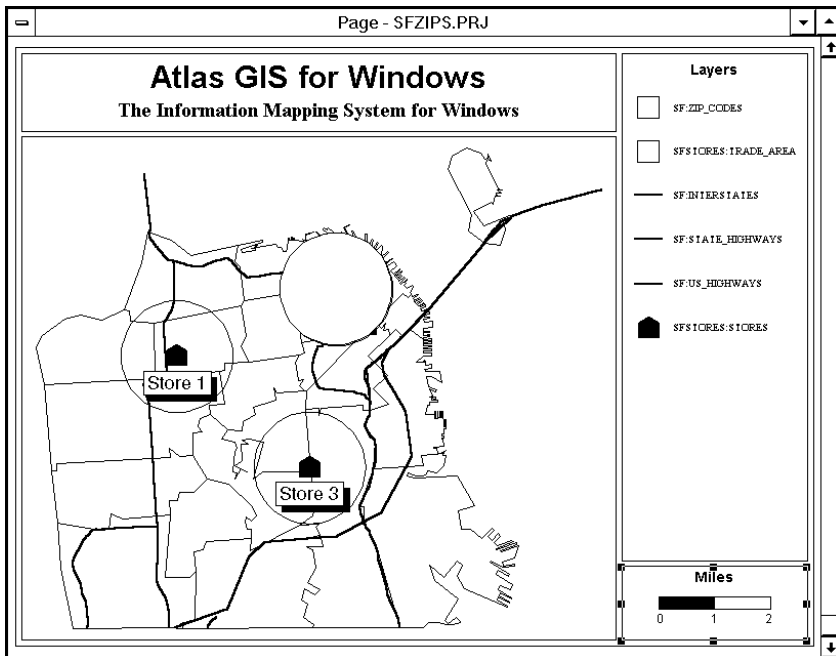 Page - SFZIPS.PRJ
Atlas GIS for Windows
The Information Mapping System for Windows
Layers
SF:ZIP_CODES
SFSTORES:TRADE_AREA
SF:INTERSTATES
SF:STATE_HIGHWAYS
SF:US_HIGHWAYS
SFSTORES:STORES
Store 1
Store 3
Miles
0 1 2